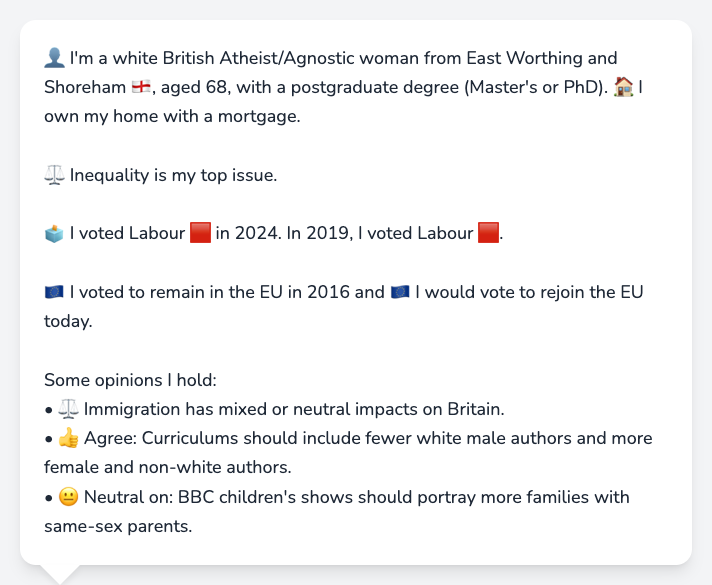 👤 I'm a white British Atheist/Agnostic woman from East Worthing and
Shoreham 🏴󠁧󠁢󠁥󠁮󠁧󠁿, aged 68, with a postgraduate degree (Master's or PhD). 🏠 I
own my home with a mortgage.
⚖️ Inequality is my top issue.
🗳️ I voted Labour 🟥 in 2024. In 2019, I voted Labour 🟥.
🇪🇺 I voted to remain in the EU in 2016 and 🇪🇺 I would vote to rejoin the EU
today.
Some opinions I hold:
• ⚖️ Immigration has mixed or neutral impacts on Britain.
• 👍 Agree: Curriculums should include fewer white male authors and more
female and non-white authors.
• 😐 Neutral on: BBC children's shows should portray more families with
same-sex parents.